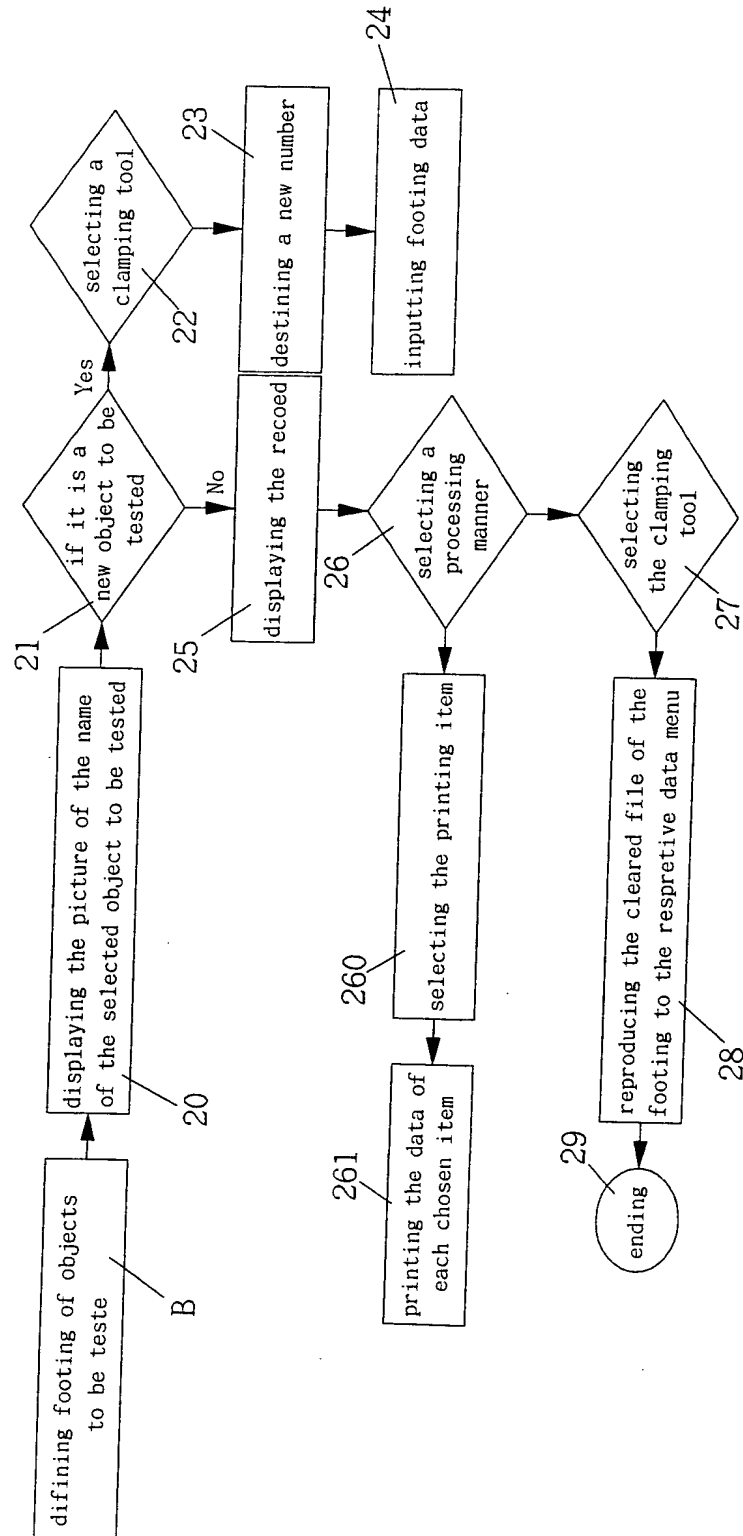 difining footing of objects
to be teste
B
displaying the picture of the name
of the selected object to be tested
20
if it is a
new object to be
tested
21
Yes
No
selecting a
clamping tool
22
destining a new number
23
inputting footing data
24
displaying the recoed
25
selecting a
processing
manner
26
selecting the printing item
260
printing the data of
each chosen item
261
selecting
the clamping
tool
27
reproducing the cleared file of the
footing to the respretive data menu
28
ending
29